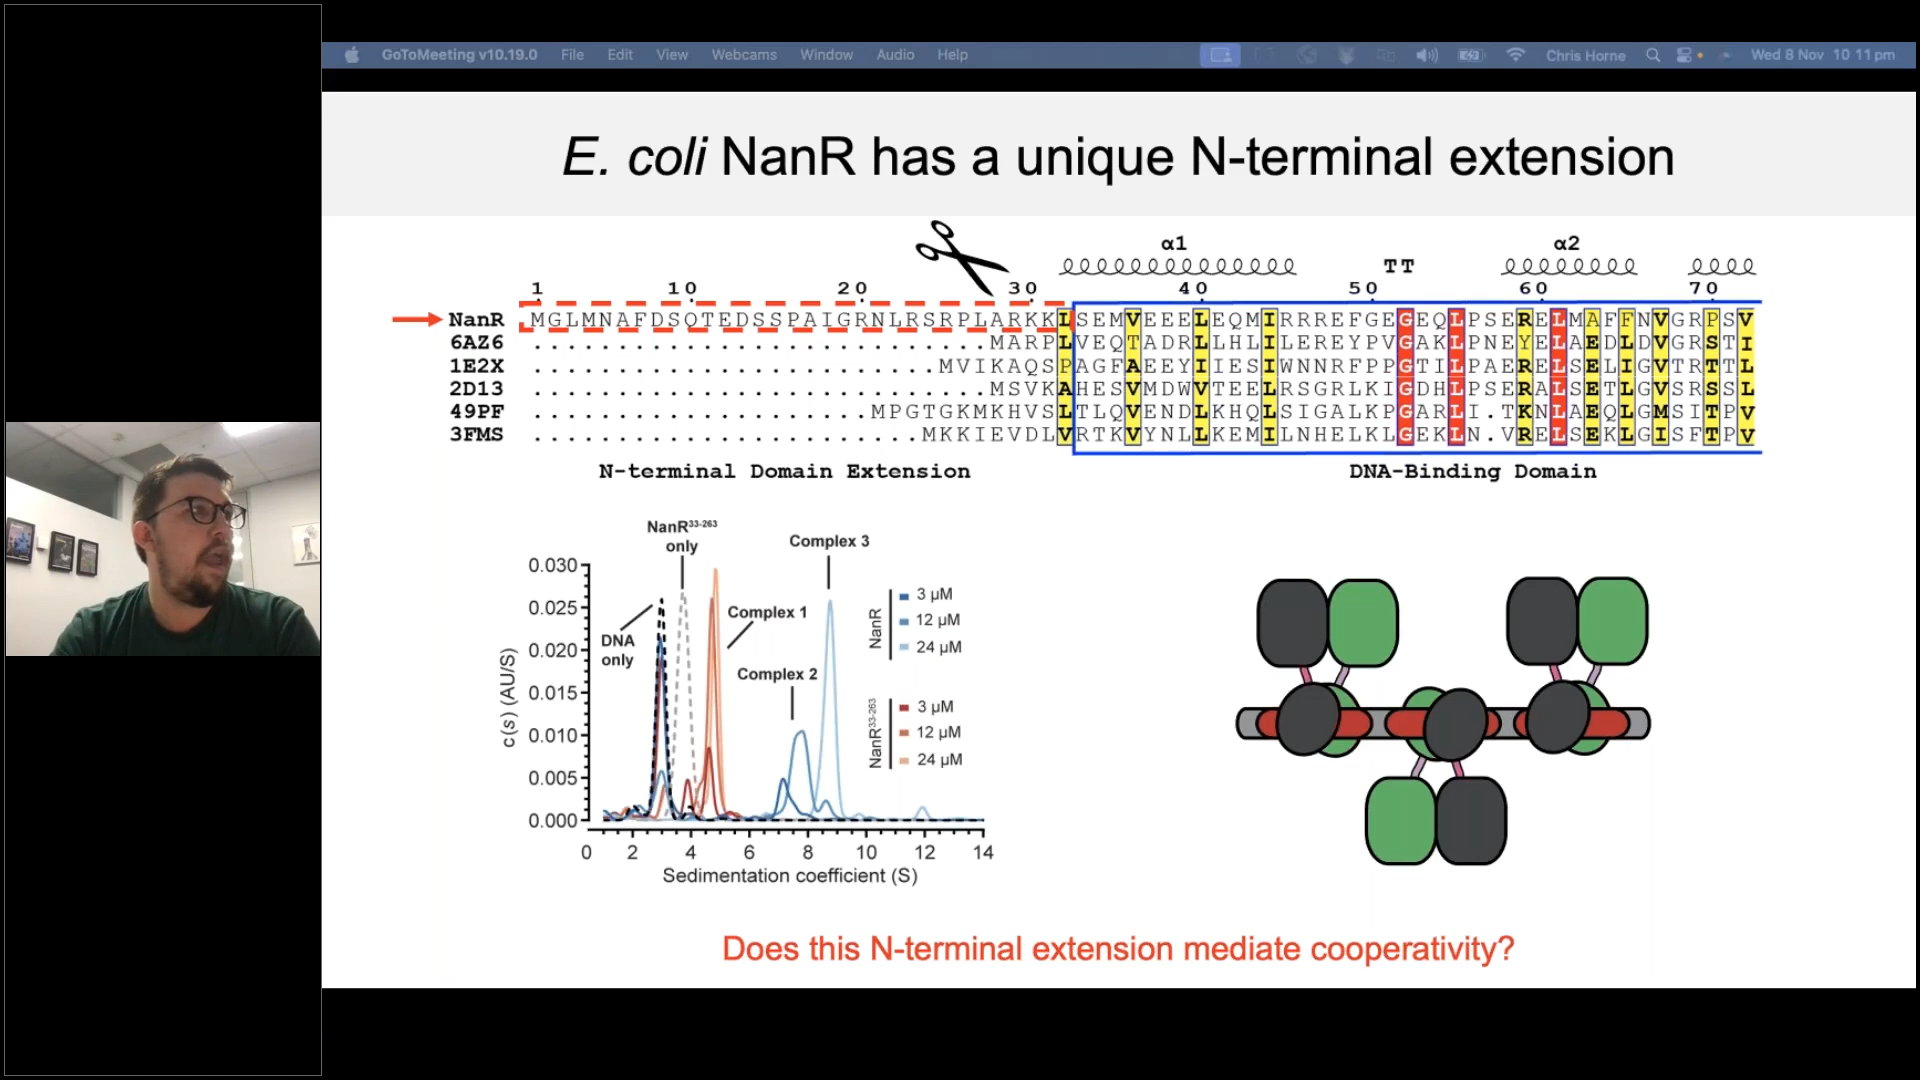 GoToMeeting v10.19.0 File Edit View Webcams Window Audio Help Chris Horne Wed 8 Nov 10 11 pm
E. coli NanR has a unique N-terminal extension
α1 α2
TT
1 10 20 30 40 50 60 70
NanR MGLMNAFDSQTEDSSPAIGRNLRSRPLARKKLSEMVEEELEQMIRRREFGEGEQLPSERELMAFFNVGRPSV
6AZ6 ...........................MARPLVEQTADRLLHLILEREYPVGAKLPNEYELAEDLDVGRSTI
1E2X ........................MVIKAQSPAGFAEEYIIESIWNNRFPPGTILPAERELSELIGVTRTTL
2D13 ...........................MSVKAHESVMDWVTEELRSGRLKIGDHLPSERALSETLGVSRSSL
49PF ....................MPGTGKMKHVSLTLQVENDLKHQLSIGALKPGARLI.TKNLAEQLGMSITPV
3FMS .......................MKKIEVDLVRTKVYNLLKEMILNHELKLGEKLN.VRELSEKLGISFTPV
N-terminal Domain Extension DNA-Binding Domain
NanR33-263
only
Complex 3
DNA
only
Complex 1
Complex 2
NanR
3 µM
12 µM
24 µM
NanR33-263
3 µM
12 µM
24 µM
c(s) (AU/S)
0.030
0.025
0.020
0.015
0.010
0.005
0.000
0 2 4 6 8 10 12 14
Sedimentation coefficient (S)
Does this N-terminal extension mediate cooperativity?